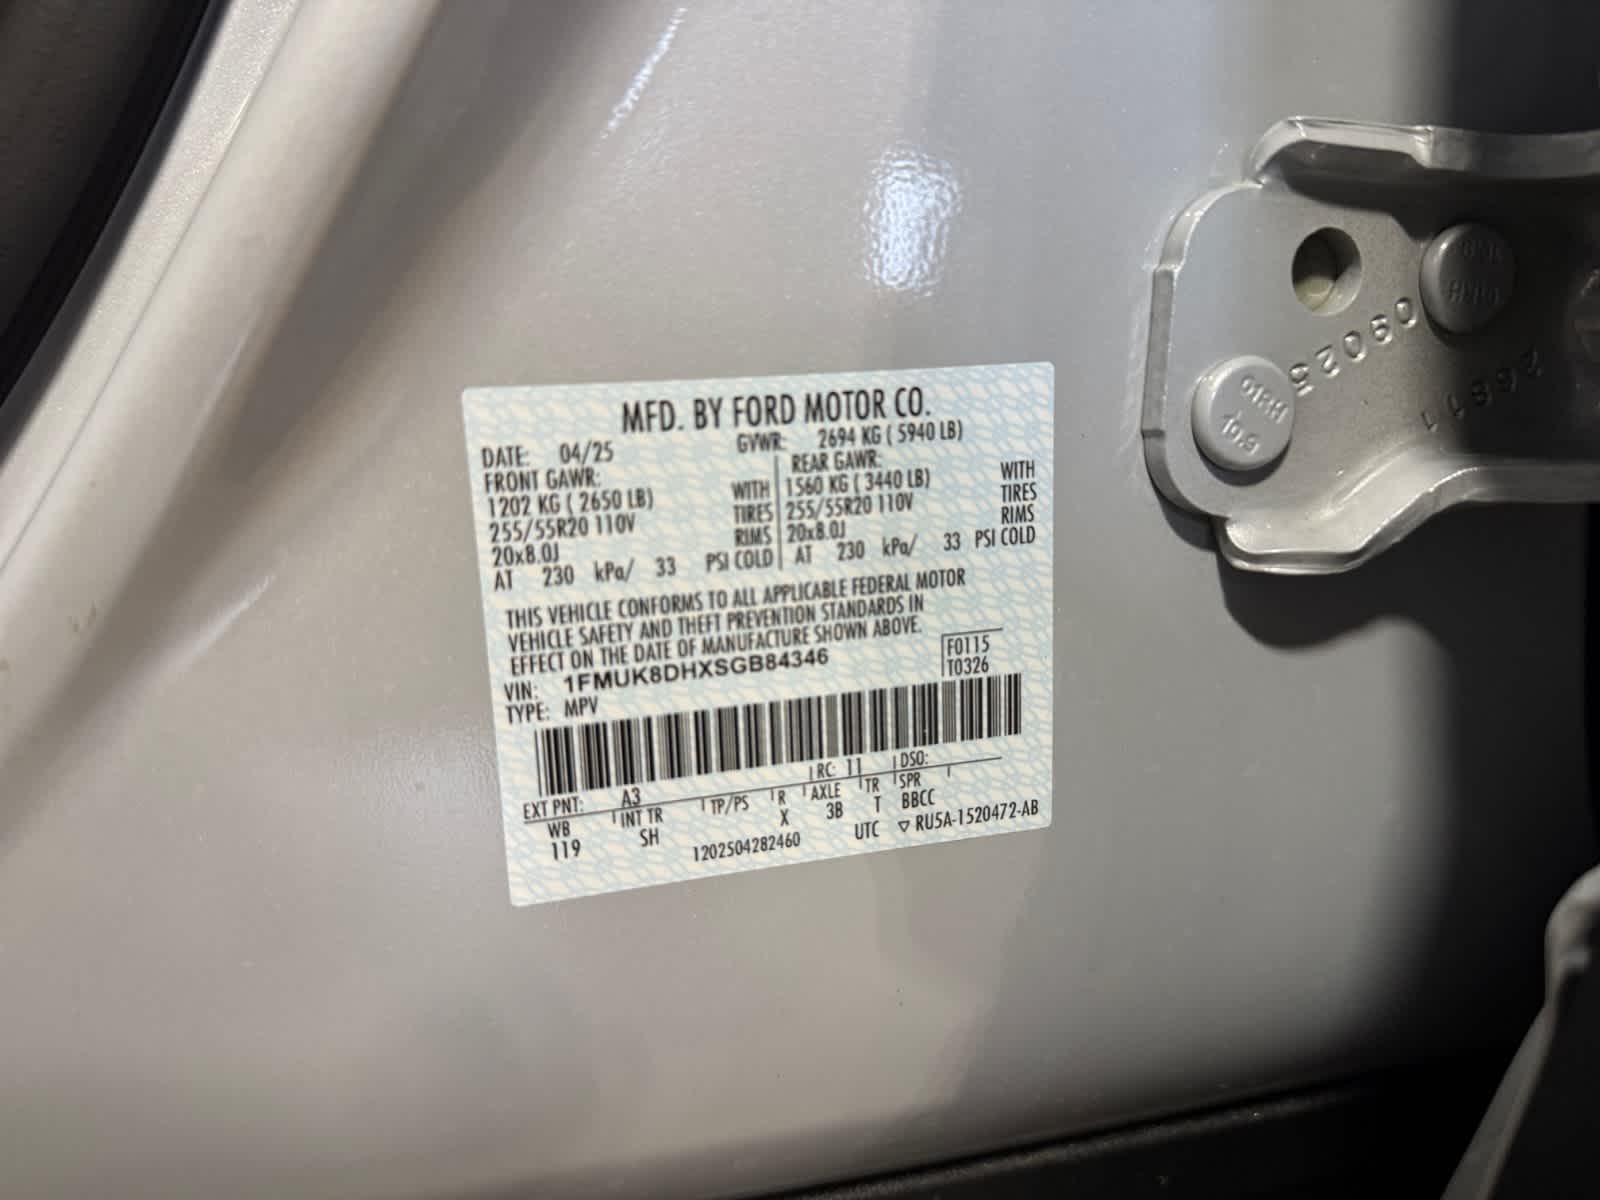 MFD. BY FORD MOTOR CO.
DATE: 04/25 GVWR: 2694 KG ( 5940 LB)
FRONT GAWR: REAR GAWR:
1202 KG ( 2650 LB) WITH 1560 KG ( 3440 LB) WITH
255/55R20 110V TIRES 255/55R20 110V TIRES
20x8.0J RIMS 20x8.0J RIMS
AT 230 kPa/ 33 PSI COLD AT 230 kPa/ 33 PSI COLD
THIS VEHICLE CONFORMS TO ALL APPLICABLE FEDERAL MOTOR
VEHICLE SAFETY AND THEFT PREVENTION STANDARDS IN
EFFECT ON THE DATE OF MANUFACTURE SHOWN ABOVE.
VIN: 1FMUK8DHXSGB84346 F0115
TYPE: MPV T0326
EXT PNT: A3 RC: 11 DSO:
WB INT TR TP/PS R AXLE TR SPR
119 SH X 3B T BBCC
1202504282460 UTC ▽ RU5A-1520472-AB
09025
26811
HR10
10.9